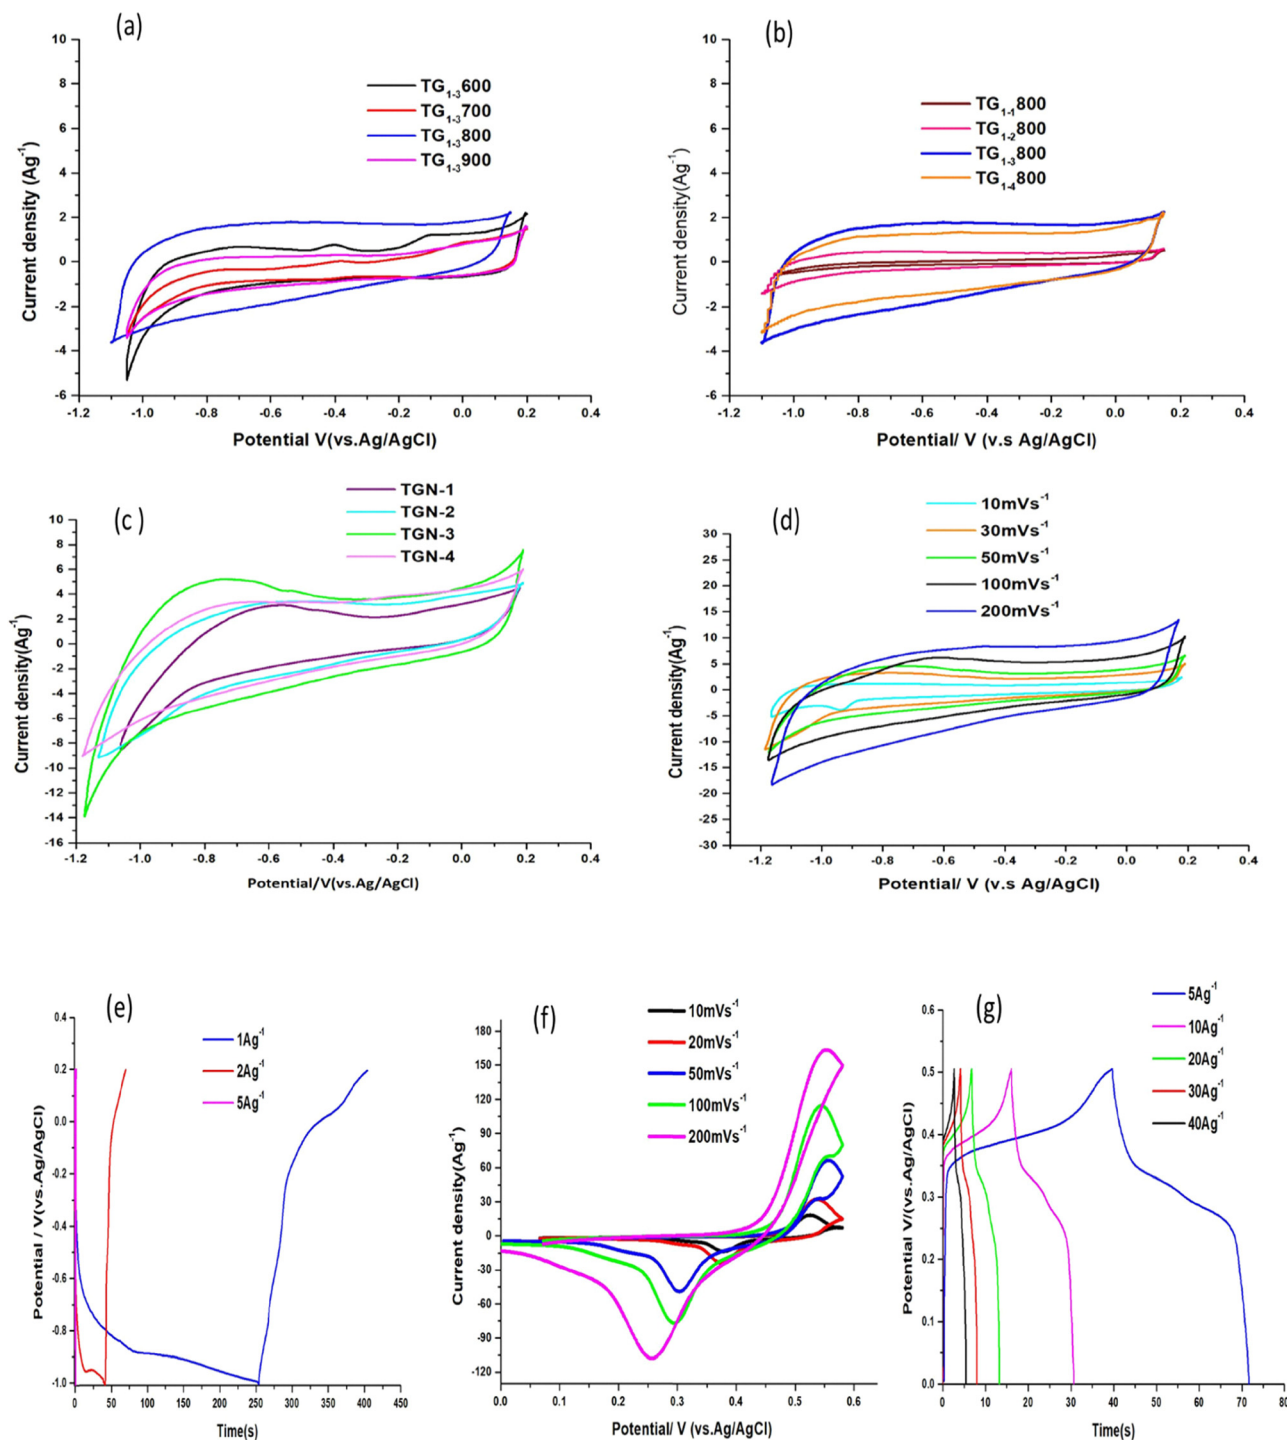 (a)
10
8
6
4
2
0
-2
-4
-6
Current density (Ag⁻¹)
TG₁₋₃600
TG₁₋₃700
TG₁₋₃800
TG₁₋₃900
-1.2 -1.0 -0.8 -0.6 -0.4 -0.2 0.0 0.2 0.4
Potential V(vs.Ag/AgCl)
(b)
10
8
6
4
2
0
-2
-4
-6
Current density(Ag⁻¹)
TG₁₋₁800
TG₁₋₂800
TG₁₋₃800
TG₁₋₄800
-1.2 -1.0 -0.8 -0.6 -0.4 -0.2 0.0 0.2 0.4
Potential/ V (v.s Ag/AgCl)
(c )
10
8
6
4
2
0
-2
-4
-6
-8
-10
-12
-14
-16
Current density(Ag⁻¹)
TGN-1
TGN-2
TGN-3
TGN-4
-1.2 -1.0 -0.8 -0.6 -0.4 -0.2 0.0 0.2 0.4
Potential/V(vs.Ag/AgCl)
(d)
30
25
20
15
10
5
0
-5
-10
-15
-20
-25
-30
Current density(Ag⁻¹)
10mVs⁻¹
30mVs⁻¹
50mVs⁻¹
100mVs⁻¹
200mVs⁻¹
-1.2 -1.0 -0.8 -0.6 -0.4 -0.2 0.0 0.2 0.4
Potential/ V (v.s Ag/AgCl)
(e)
0.4
0.2
0.0
-0.2
-0.4
-0.6
-0.8
-1.0
Potential / V(vs.Ag/AgCl)
1Ag⁻¹
2Ag⁻¹
5Ag⁻¹
0 50 100 150 200 250 300 350 400 450
Time(s)
(f)
180
150
120
90
60
30
0
-30
-60
-90
-120
Current density(Ag⁻¹)
10mVs⁻¹
20mVs⁻¹
50mVs⁻¹
100mVs⁻¹
200mVs⁻¹
0.0 0.1 0.2 0.3 0.4 0.5 0.6
Potential/ V (vs.Ag/AgCl)
(g)
0.6
0.5
0.4
0.3
0.2
0.1
0.0
Potential V/(vs.Ag/AgCl)
5Ag⁻¹
10Ag⁻¹
20Ag⁻¹
30Ag⁻¹
40Ag⁻¹
0 10 20 30 40 50 60 70 80
Time(s)